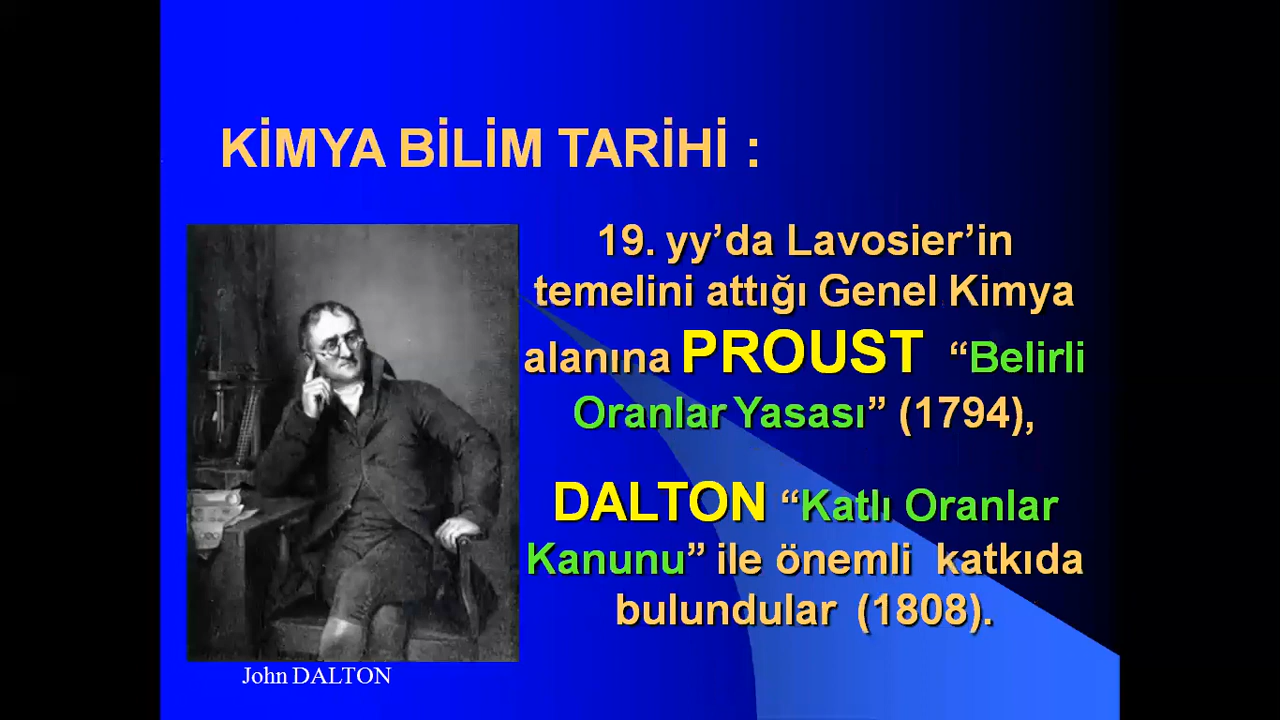 KİMYA BİLİM TARİHİ :
19. yy’da Lavosier’in
temelini attığı Genel Kimya
alanına PROUST “Belirli
Oranlar Yasası” (1794),
DALTON “Katlı Oranlar
Kanunu” ile önemli katkıda
bulundular (1808).
John DALTON